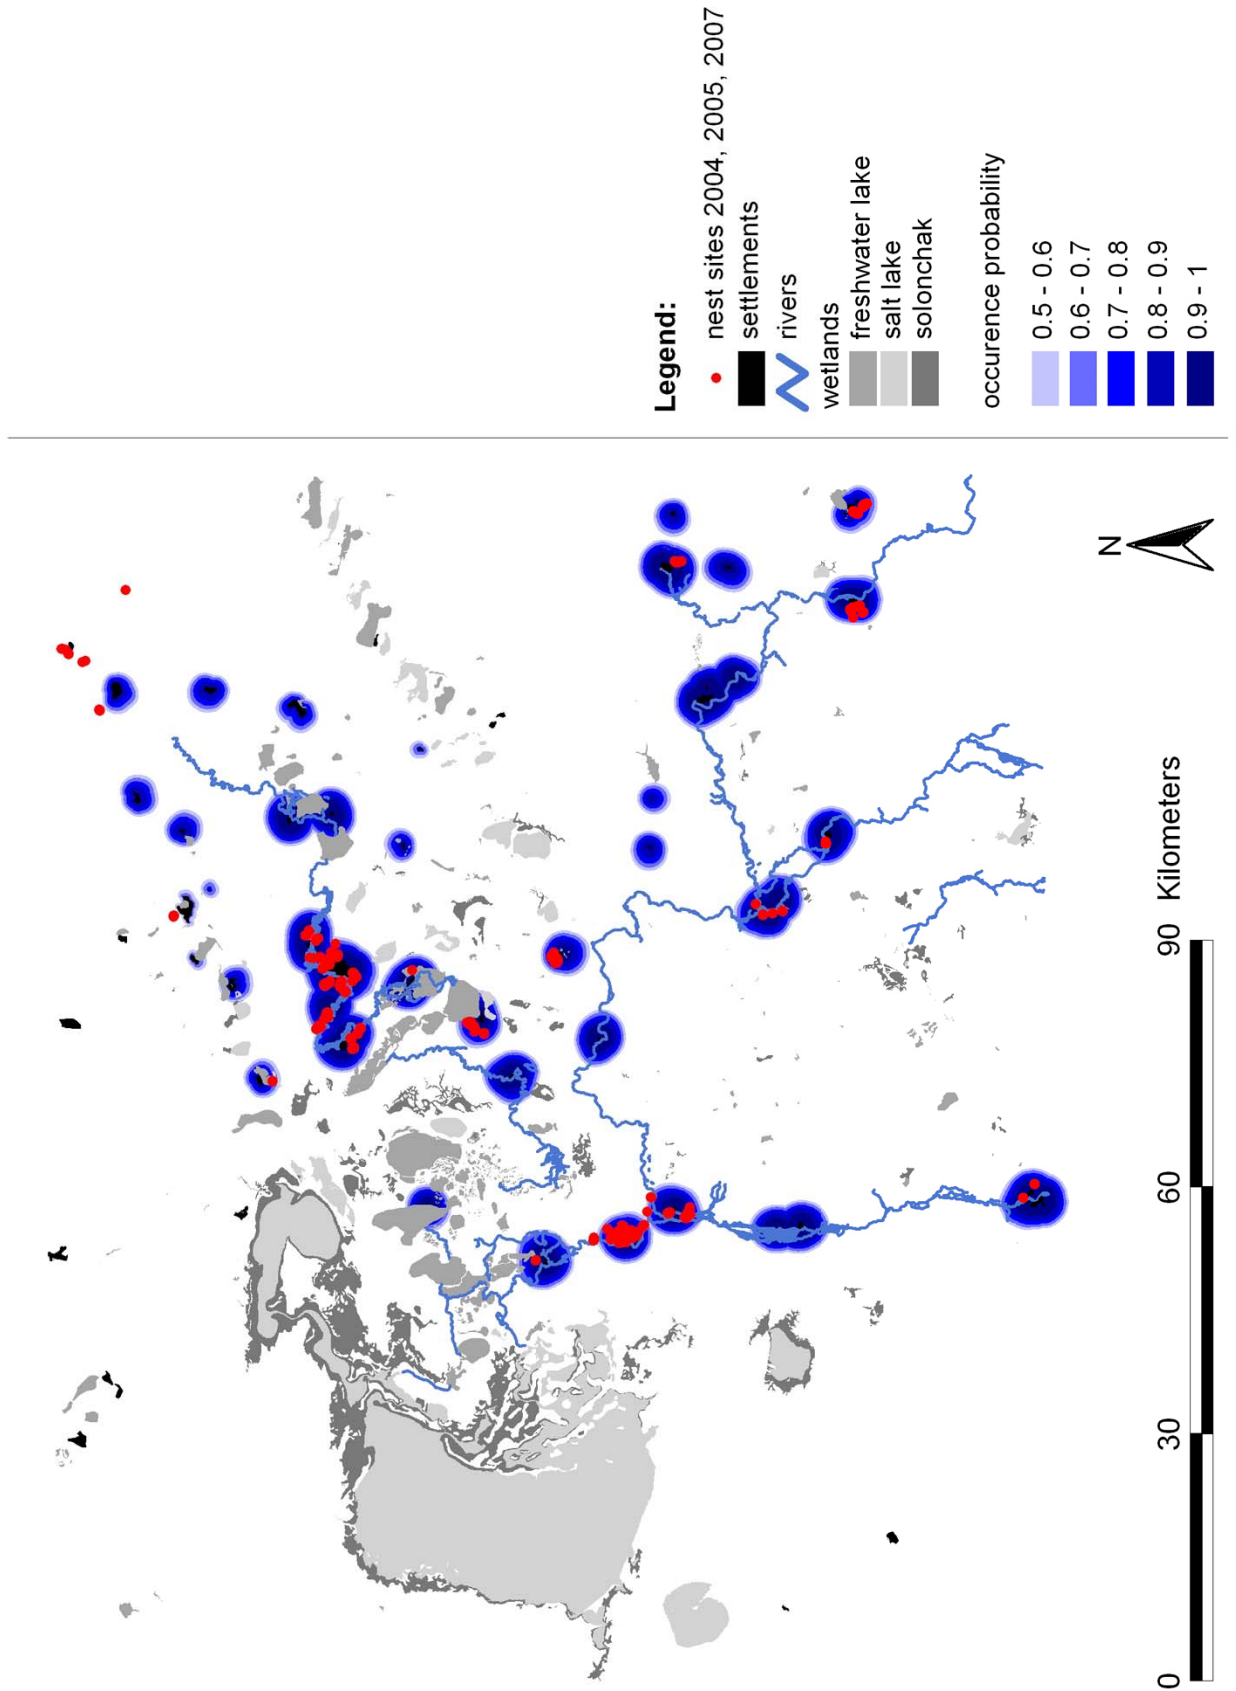 Legend:
nest sites 2004, 2005, 2007
settlements
rivers
wetlands
freshwater lake
salt lake
solonchak
occurence probability
0.5 - 0.6
0.6 - 0.7
0.7 - 0.8
0.8 - 0.9
0.9 - 1
N
0 30 60 90 Kilometers